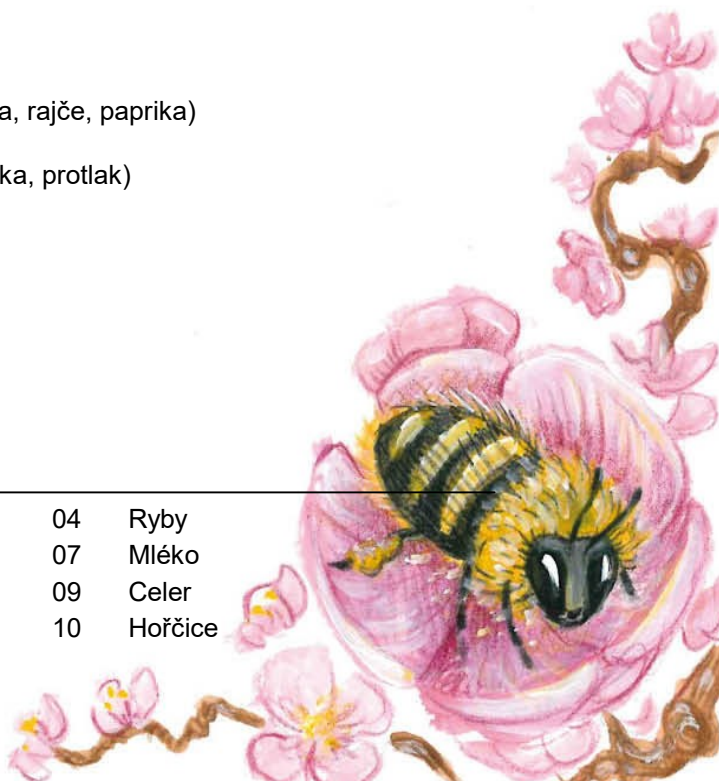 a, rajče, paprika)
ka, protlak)
04 Ryby
07 Mléko
09 Celer
10 Hořčice